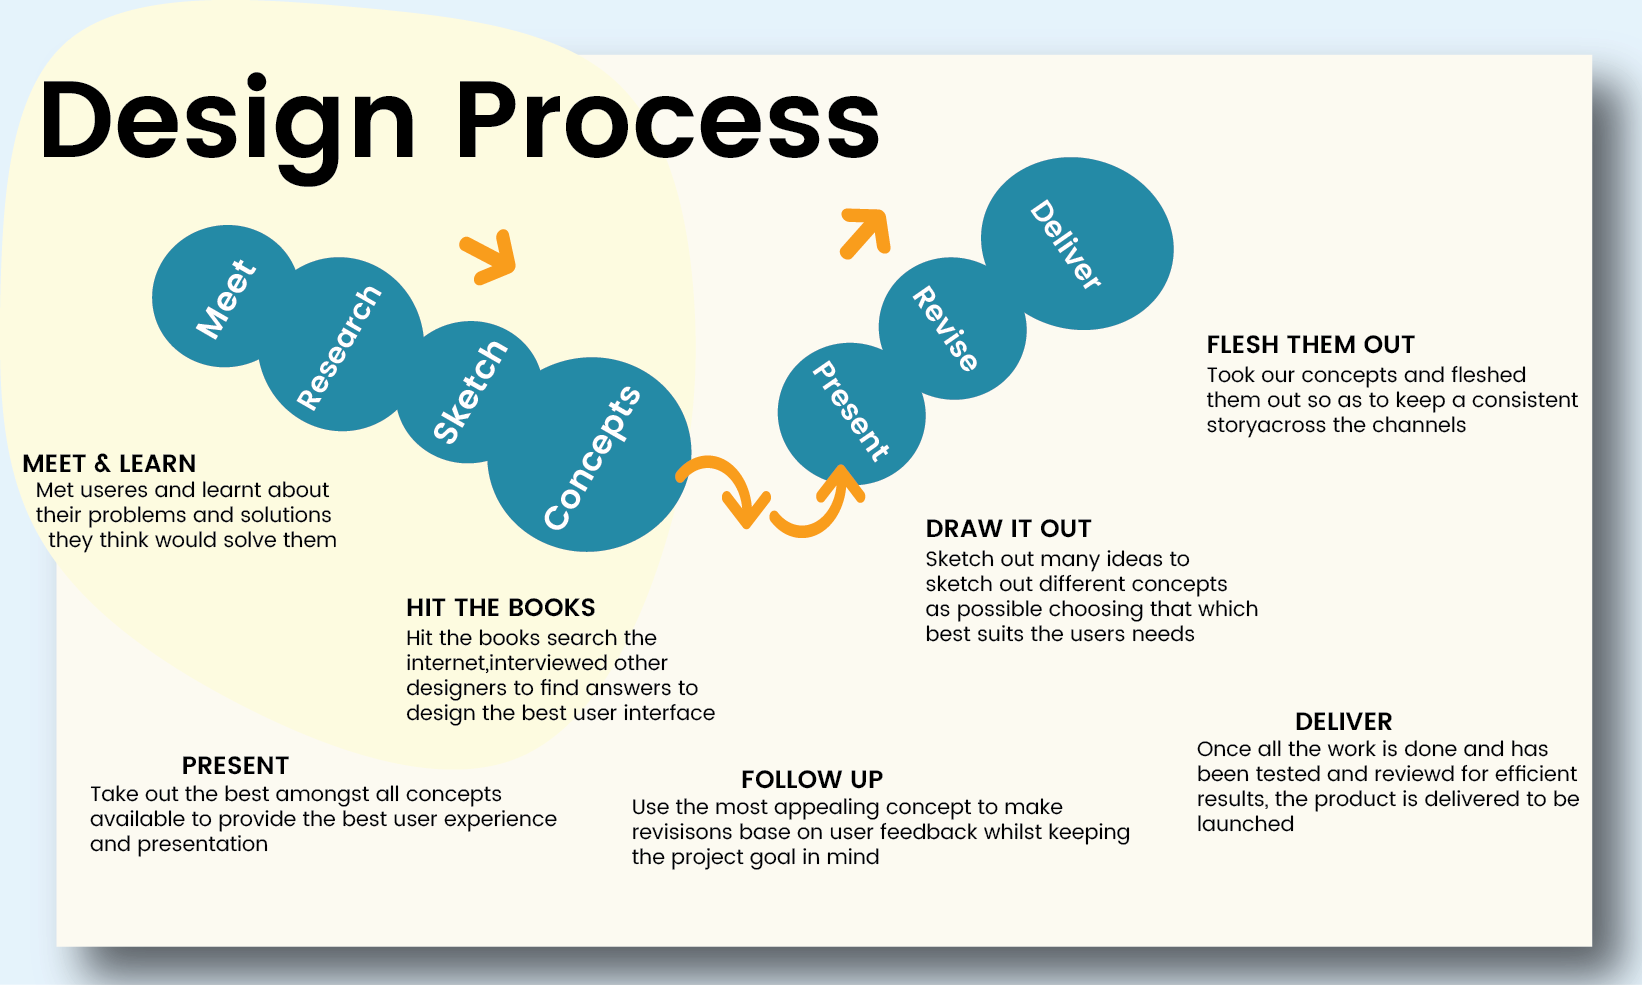 Design Process
Meet
Research
Sketch
Concepts
Present
Revise
Deliver
MEET & LEARN
Met useres and learnt about
their problems and solutions
they think would solve them
HIT THE BOOKS
Hit the books search the
internet,interviewed other
designers to find answers to
design the best user interface
DRAW IT OUT
Sketch out many ideas to
sketch out different concepts
as possible choosing that which
best suits the users needs
FLESH THEM OUT
Took our concepts and fleshed
them out so as to keep a consistent
storyacross the channels
PRESENT
Take out the best amongst all concepts
available to provide the best user experience
and presentation
FOLLOW UP
Use the most appealing concept to make
revisisons base on user feedback whilst keeping
the project goal in mind
DELIVER
Once all the work is done and has
been tested and reviewd for efficient
results, the product is delivered to be
launched